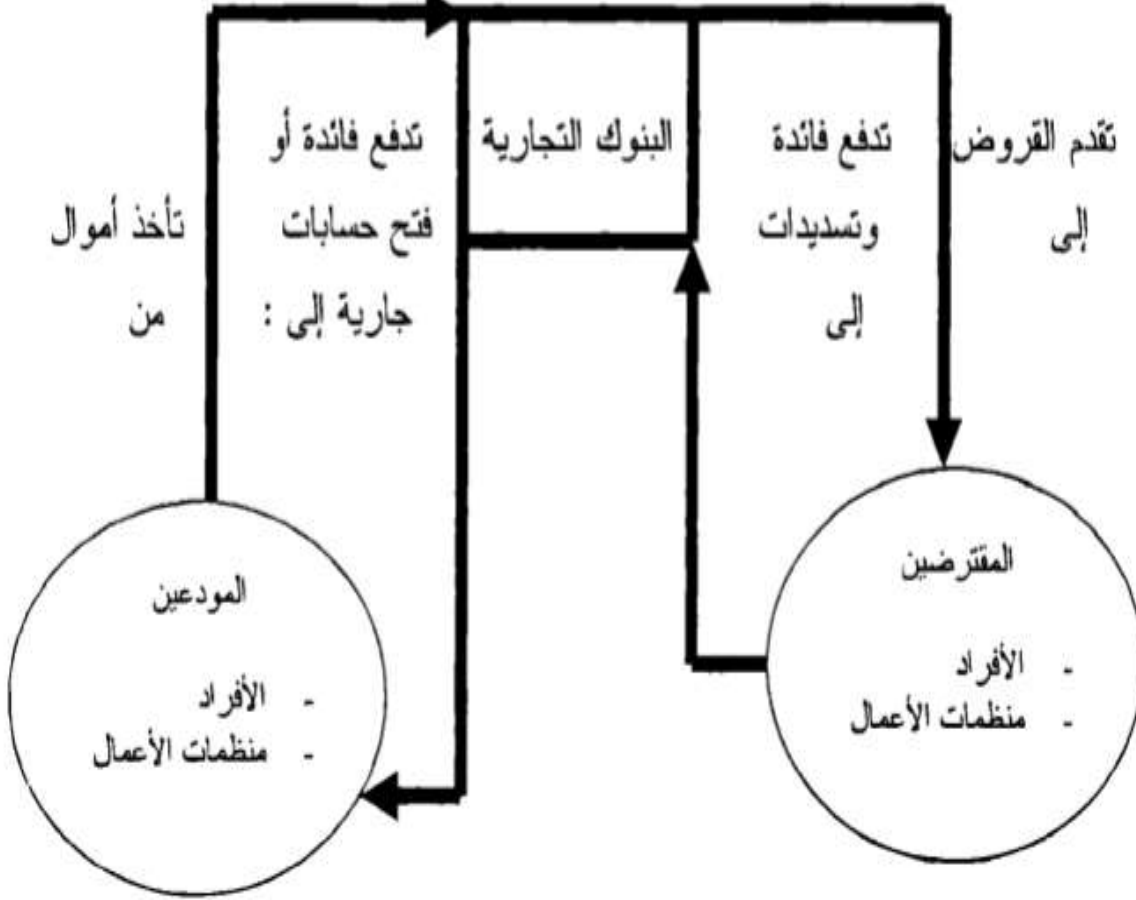 تقدم القروض
إلى
تدفع فائدة
وتسديدات
إلى
البنوك التجارية
تدفع فائدة أو
فتح حسابات
جارية إلى :
تأخذ أموال
من
المقترضين
- الأفراد
- منظمات الأعمال
المودعين
- الأفراد
- منظمات الأعمال